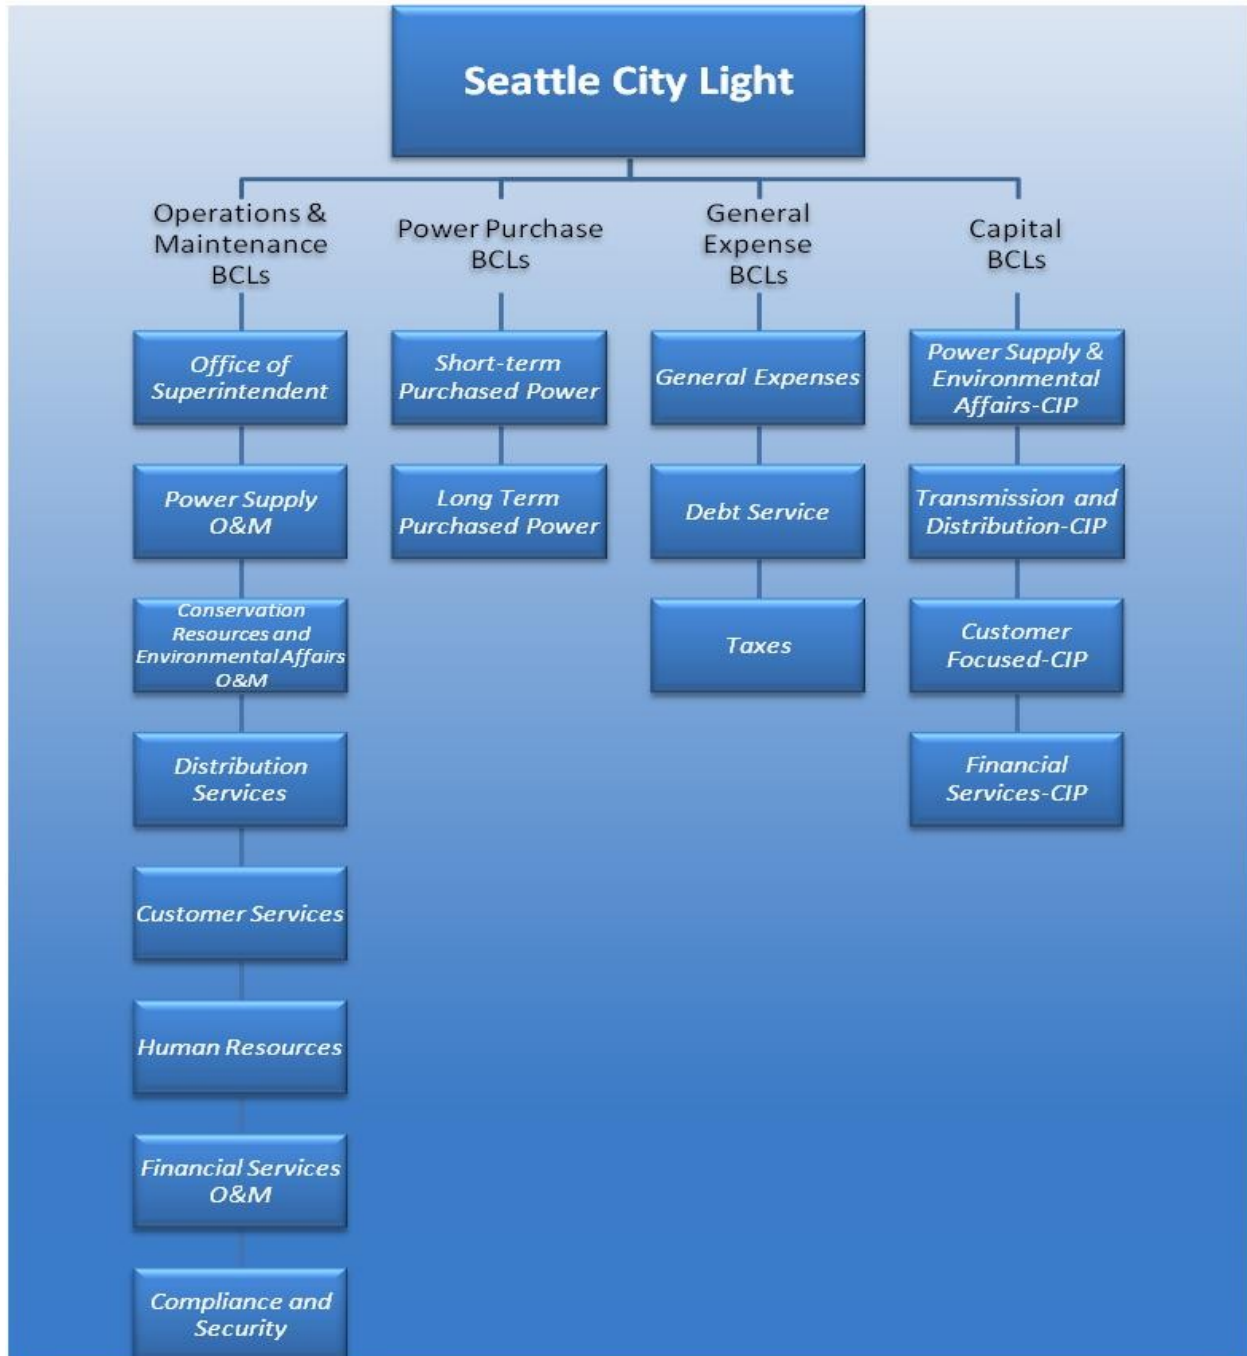 Seattle City Light
Operations &
Maintenance
BCLs
Office of
Superintendent
Power Supply
O&M
Conservation
Resources and
Environmental Affairs
O&M
Distribution
Services
Customer Services
Human Resources
Financial Services
O&M
Compliance and
Security
Power Purchase
BCLs
Short-term
Purchased Power
Long Term
Purchased Power
General
Expense
BCLs
General Expenses
Debt Service
Taxes
Capital
BCLs
Power Supply &
Environmental
Affairs-CIP
Transmission and
Distribution-CIP
Customer
Focused-CIP
Financial
Services-CIP